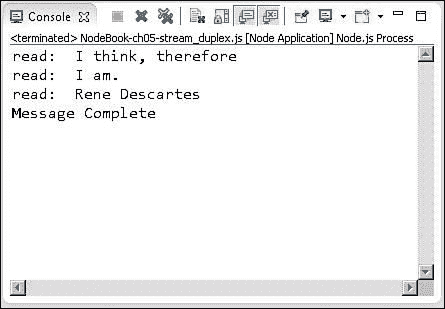 Console
<terminated> NodeBook-ch05-stream_duplex.js [Node Application] Node.js Process
read:  I think, therefore
read:  I am.
read:  Rene Descartes
Message Complete